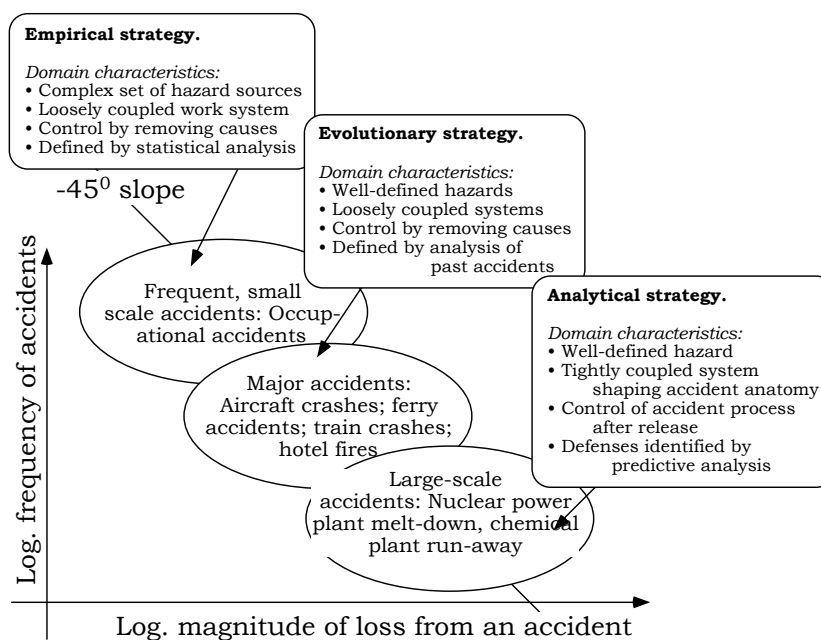 Empirical strategy.
Domain characteristics:
• Complex set of hazard sources
• Loosely coupled work system
• Control by removing causes
• Defined by statistical analysis
Evolutionary strategy.
Domain characteristics:
• Well-defined hazards
• Loosely coupled systems
• Control by removing causes
• Defined by analysis of
past accidents
Analytical strategy.
Domain characteristics:
• Well-defined hazard
• Tightly coupled system
shaping accident anatomy
• Control of accident process
after release
• Defenses identified by
predictive analysis
-45⁰ slope
Frequent, small
scale accidents: Occup-
ational accidents
Major accidents:
Aircraft crashes; ferry
accidents; train crashes;
hotel fires
Large-scale
accidents: Nuclear power
plant melt-down, chemical
plant run-away
Log. frequency of accidents
Log. magnitude of loss from an accident